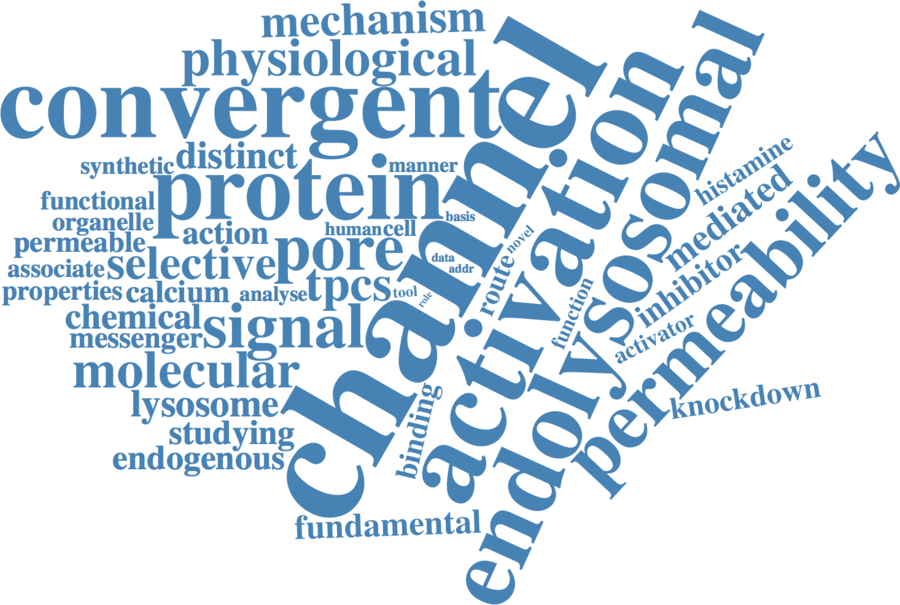 mechanism
physiological
convergent
synthetic distinct
protein manner
functional
organelle
basis
permeable action
humancell
pore
associate selective
data
addr
properties calcium analyse tpcs tool role
chemical signal
messenger
molecular
lysosome
studying
endogenous
fundamental
channel
binding
route
novel
activation
function
endolysosomal
histamine
mediated
inhibitor
activator
permeability
knockdown